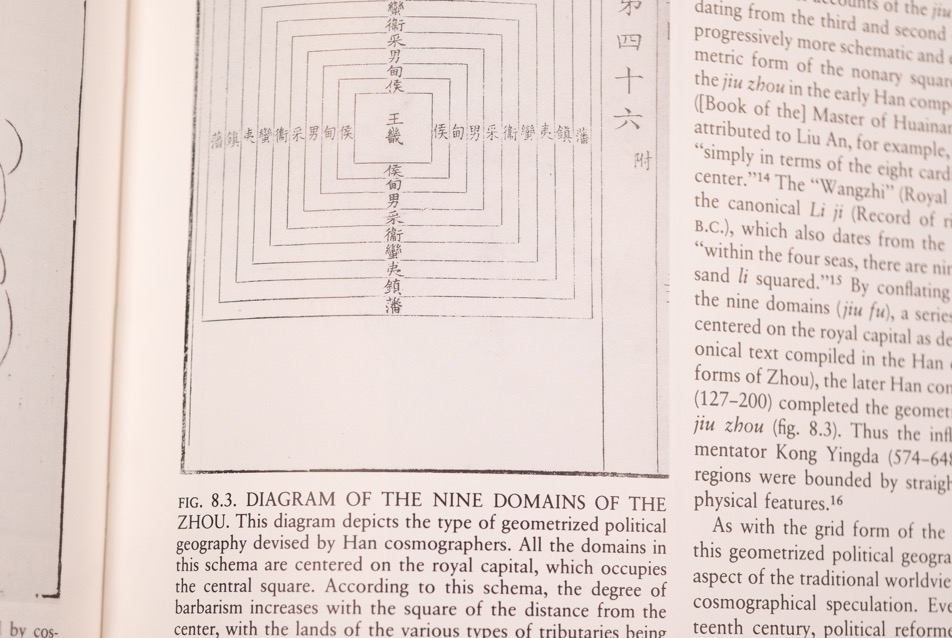 蠻衞采男甸侯
藩鎮夷蠻衞采男甸侯
王畿
侯甸男采衞蠻夷鎮藩
侯甸男采衞蠻夷鎮藩
第四十六
附
FIG. 8.3. DIAGRAM OF THE NINE DOMAINS OF THE
ZHOU. This diagram depicts the type of geometrized political
geography devised by Han cosmographers. All the domains in
this schema are centered on the royal capital, which occupies
the central square. According to this schema, the degree of
barbarism increases with the square of the distance from the
center, with the lands of the various types of tributaries being
of the jiu
dating from the third and second
progressively more schematic and
metric form of the nonary squar
the jiu zhou in the early Han comp
([Book of the] Master of Huaina
attributed to Liu An, for example,
"simply in terms of the eight card
center."14 The "Wangzhi" (Royal
the canonical Li ji (Record of ri
B.C.), which also dates from the
"within the four seas, there are nin
sand li squared."15 By conflating
the nine domains (jiu fu), a series
centered on the royal capital as de
onical text compiled in the Han
forms of Zhou), the later Han com
(127–200) completed the geomet
jiu zhou (fig. 8.3). Thus the infl
mentator Kong Yingda (574–648
regions were bounded by straigh
physical features.16
As with the grid form of the
this geometrized political geogra
aspect of the traditional worldvie
cosmographical speculation. Eve
teenth century, political reform
l by cos-